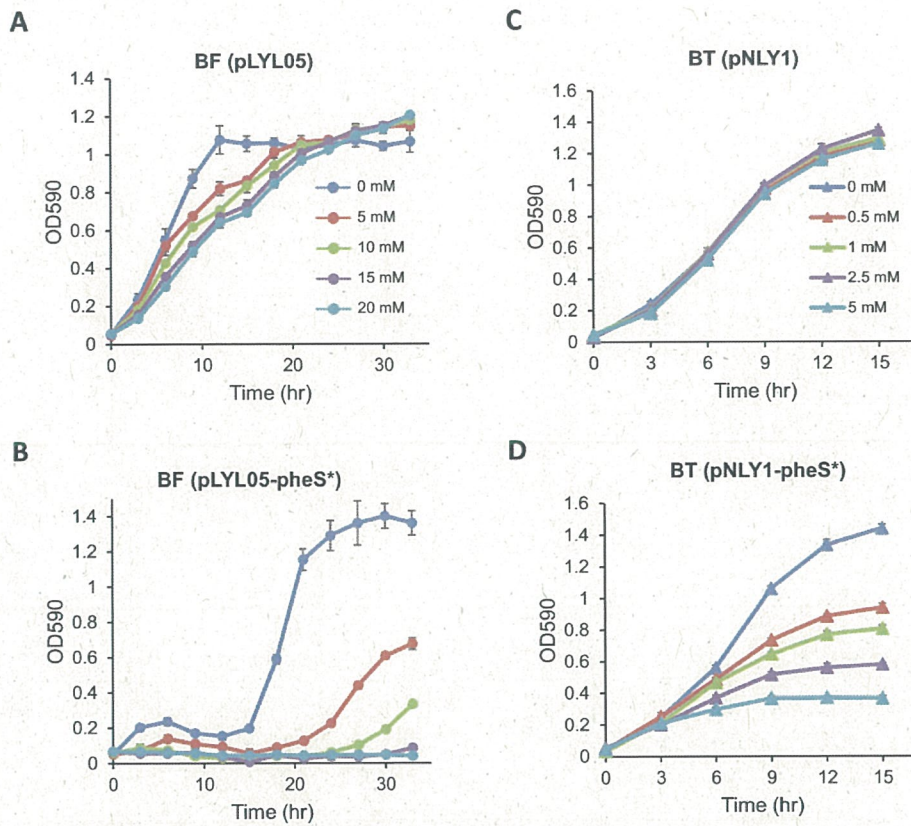 A
BF (pLYL05)
1.4
1.2
1
0.8
0.6
0.4
0.2
0
OD590
0 mM
5 mM
10 mM
15 mM
20 mM
0 10 20 30
Time (hr)
B
BF (pLYL05-pheS*)
1.4
1.2
1
0.8
0.6
0.4
0.2
0
OD590
0 10 20 30
Time (hr)
C
BT (pNLY1)
1.6
1.4
1.2
1
0.8
0.6
0.4
0.2
0
OD590
0 mM
0.5 mM
1 mM
2.5 mM
5 mM
0 3 6 9 12 15
Time (hr)
D
BT (pNLY1-pheS*)
1.6
1.4
1.2
1
0.8
0.6
0.4
0.2
0
OD590
0 3 6 9 12 15
Time (hr)